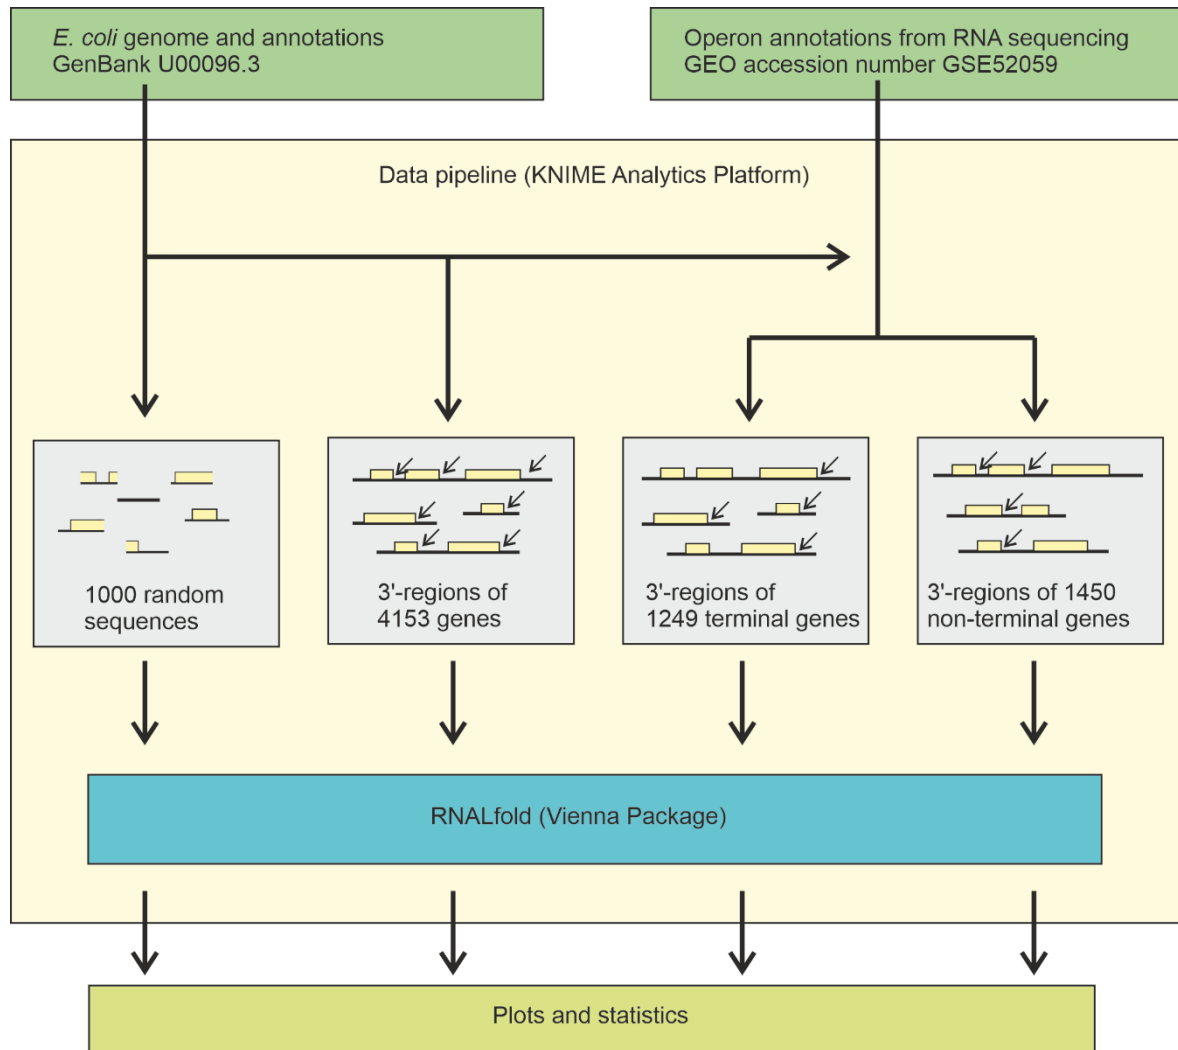 E. coli genome and annotations
GenBank U00096.3
Operon annotations from RNA sequencing
GEO accession number GSE52059
Data pipeline (KNIME Analytics Platform)
1000 random
sequences
3'-regions of
4153 genes
3'-regions of
1249 terminal genes
3'-regions of 1450
non-terminal genes
RNALfold (Vienna Package)
Plots and statistics